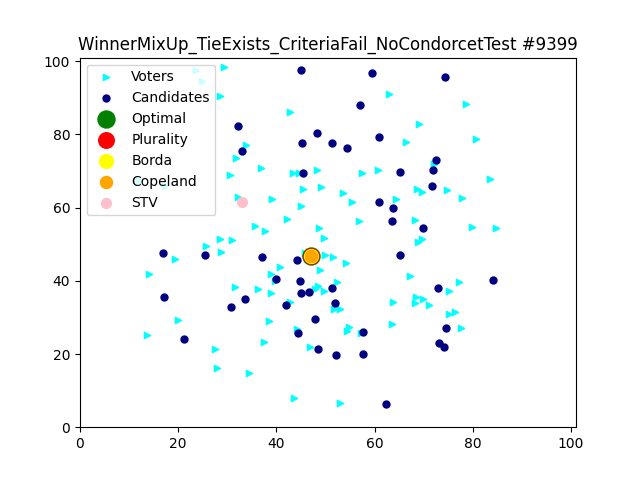 WinnerMixUp_TieExists_CriteriaFail_NoCondorcetTest #9399
Voters
Candidates
Optimal
Plurality
Borda
Copeland
STV
100
80
60
40
20
0
0 20 40 60 80 100